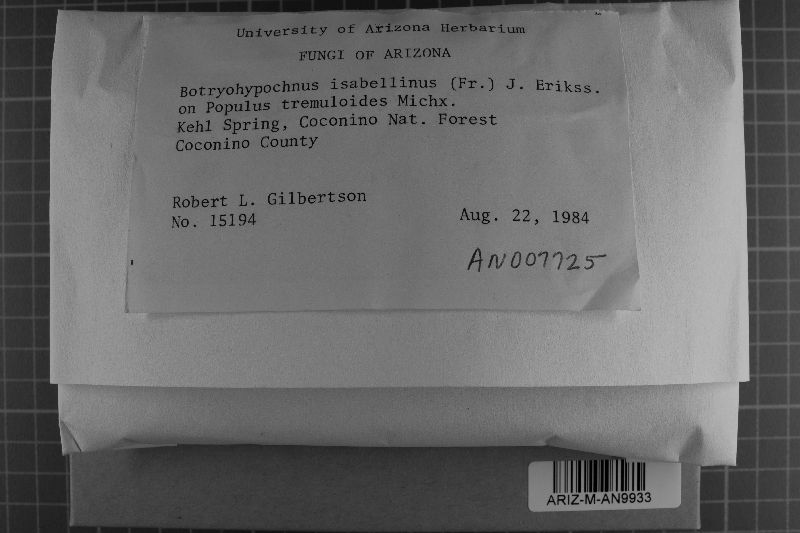 University of Arizona Herbarium
FUNGI OF ARIZONA
Botryohypochnus isabellinus (Fr.) J. Erikss.
on Populus tremuloides Michx.
Kehl Spring, Coconino Nat. Forest
Coconino County
Robert L. Gilbertson
No. 15194
Aug. 22, 1984
AN007725
ARIZ-M-AN9933